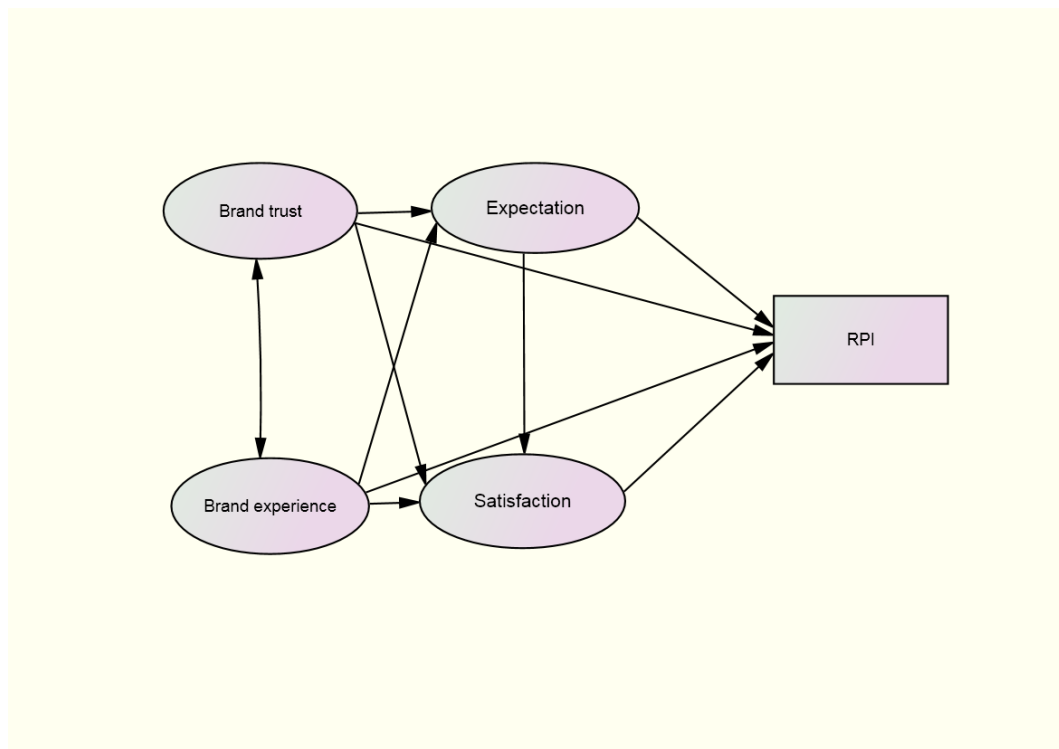 Brand trust
Expectation
RPI
Brand experience
Satisfaction